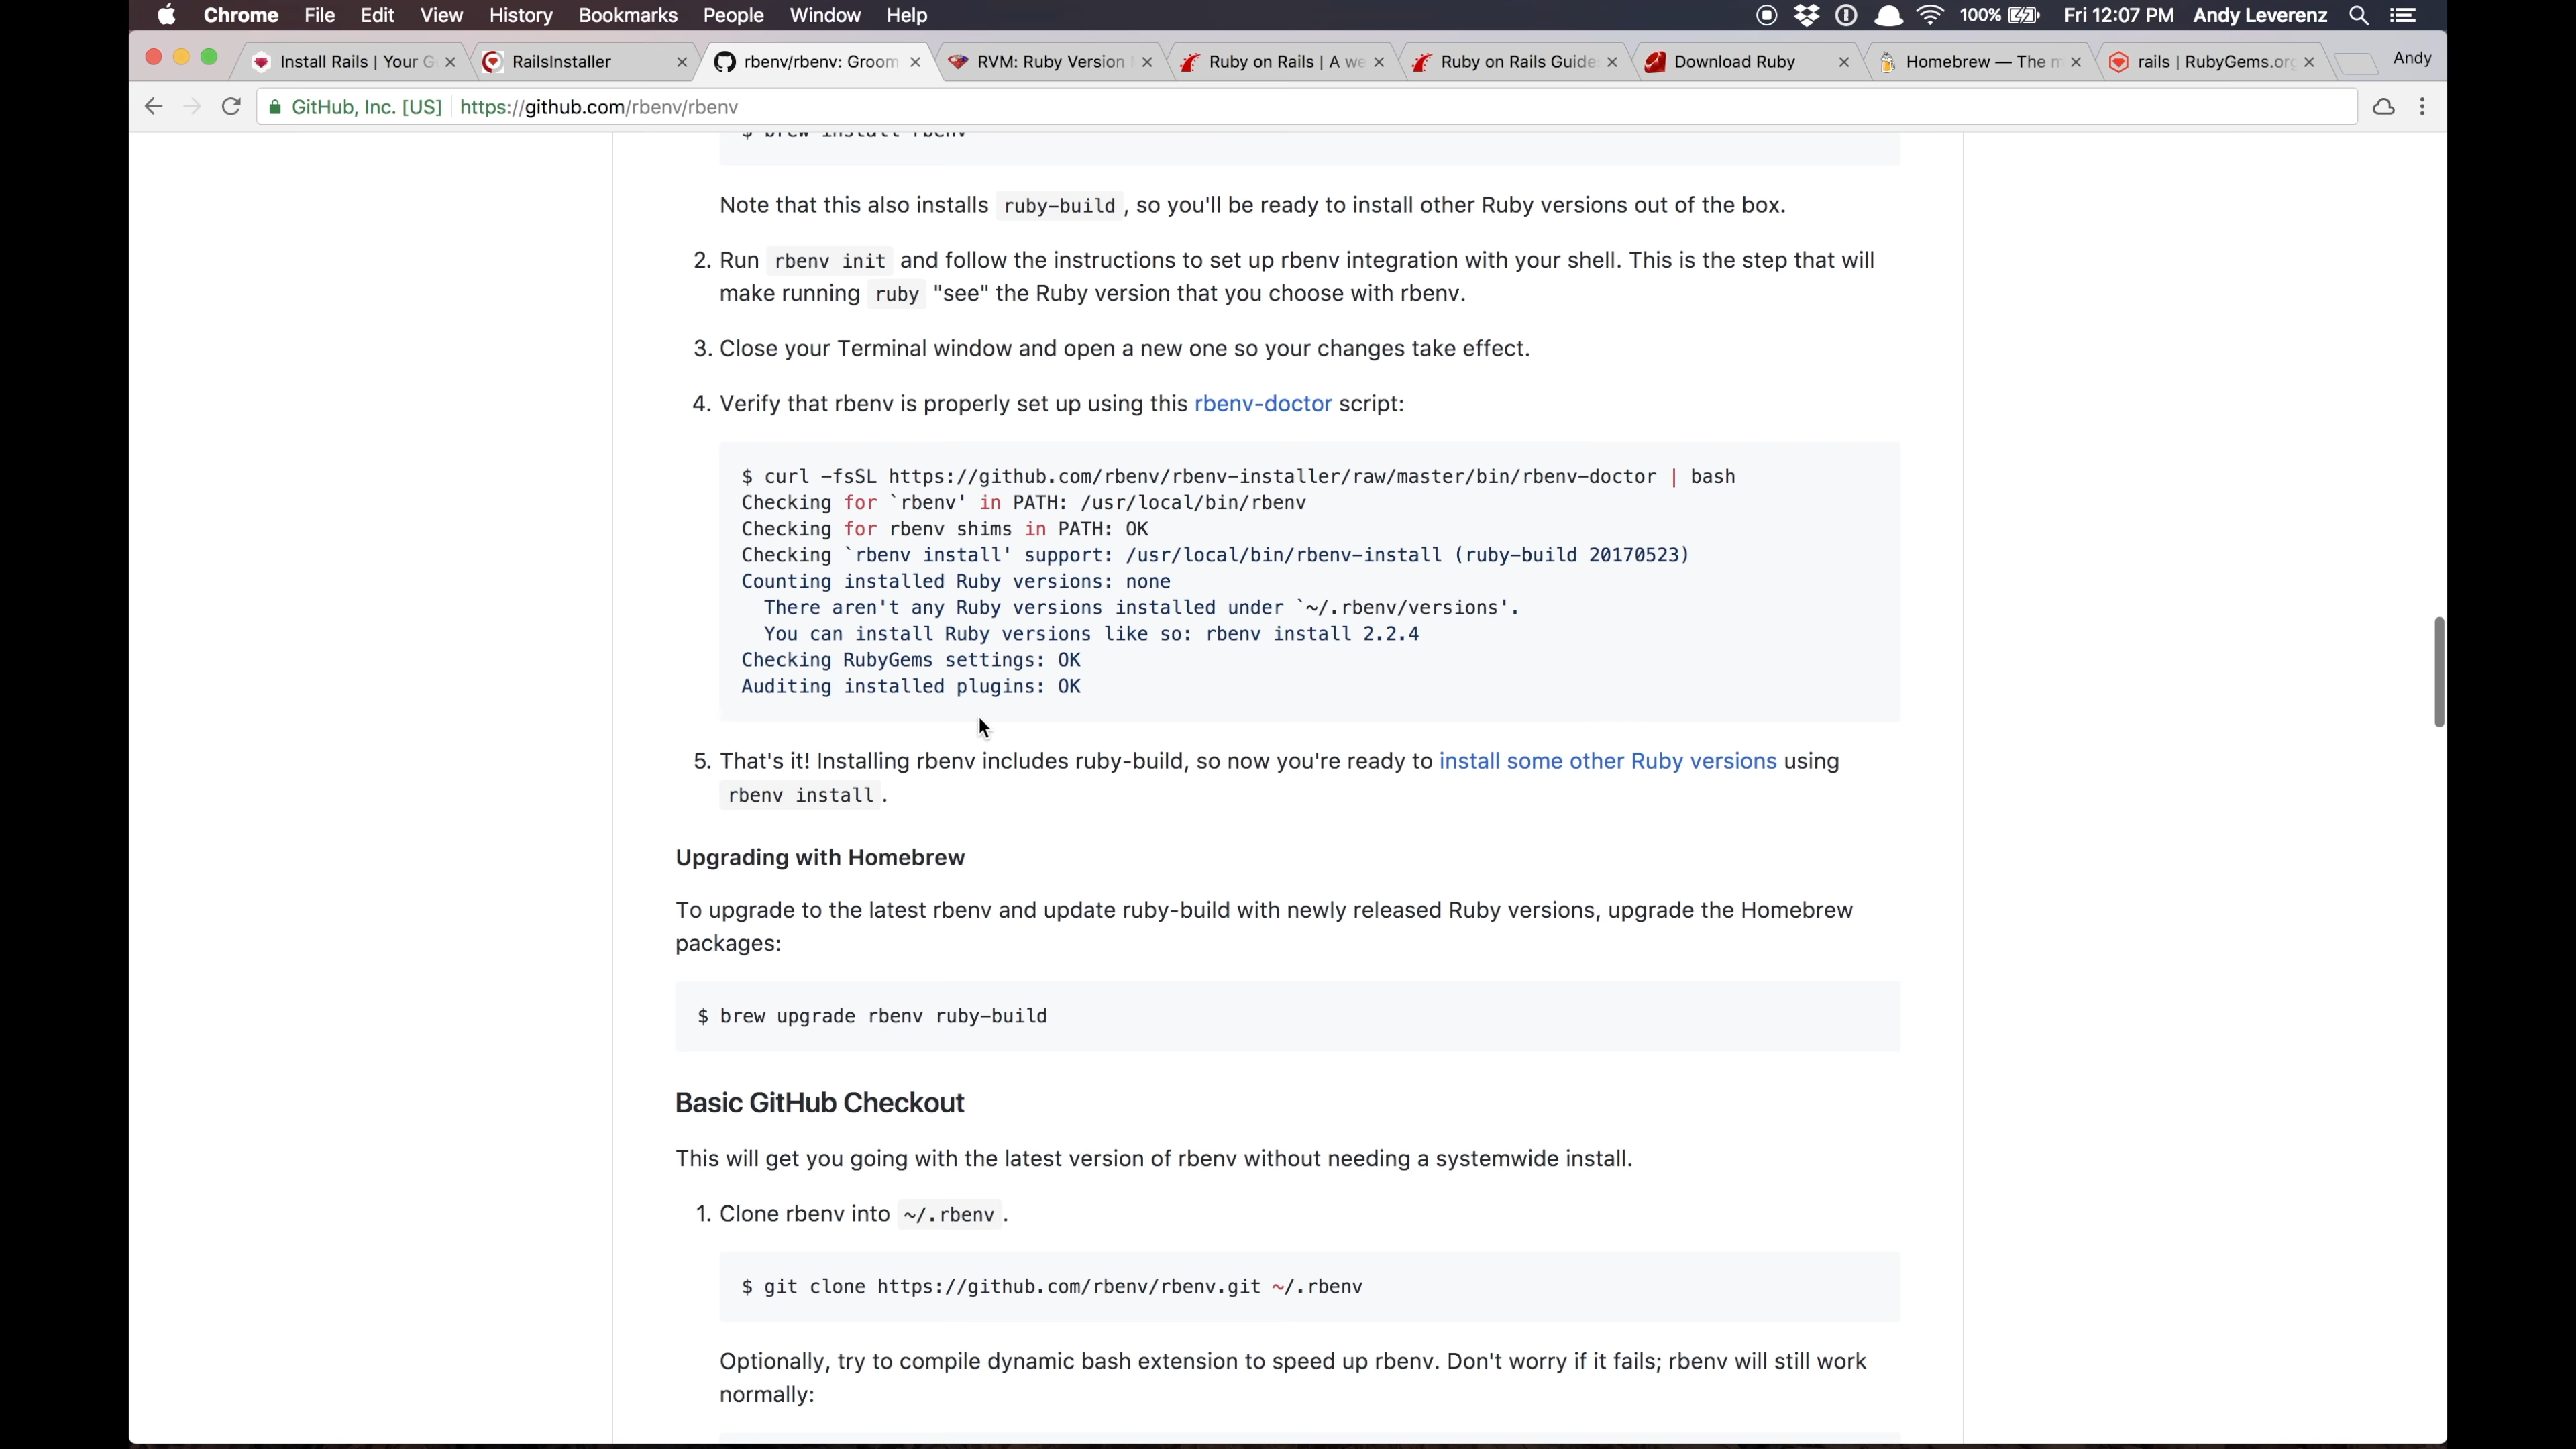 Chrome File Edit View History Bookmarks People Window Help 100% Fri 12:07 PM Andy Leverenz
Install Rails | Your G RailsInstaller rbenv/rbenv: Groom RVM: Ruby Version Ruby on Rails | A we Ruby on Rails Guide Download Ruby Homebrew — The m rails | RubyGems.org Andy
GitHub, Inc. [US] https://github.com/rbenv/rbenv
$ brew install rbenv
Note that this also installs ruby-build, so you'll be ready to install other Ruby versions out of the box.
2. Run rbenv init and follow the instructions to set up rbenv integration with your shell. This is the step that will
make running ruby "see" the Ruby version that you choose with rbenv.
3. Close your Terminal window and open a new one so your changes take effect.
4. Verify that rbenv is properly set up using this rbenv-doctor script:
$ curl -fsSL https://github.com/rbenv/rbenv-installer/raw/master/bin/rbenv-doctor | bash
Checking for `rbenv' in PATH: /usr/local/bin/rbenv
Checking for rbenv shims in PATH: OK
Checking `rbenv install' support: /usr/local/bin/rbenv-install (ruby-build 20170523)
Counting installed Ruby versions: none
There aren't any Ruby versions installed under `~/.rbenv/versions'.
You can install Ruby versions like so: rbenv install 2.2.4
Checking RubyGems settings: OK
Auditing installed plugins: OK
5. That's it! Installing rbenv includes ruby-build, so now you're ready to install some other Ruby versions using
rbenv install.
Upgrading with Homebrew
To upgrade to the latest rbenv and update ruby-build with newly released Ruby versions, upgrade the Homebrew
packages:
$ brew upgrade rbenv ruby-build
Basic GitHub Checkout
This will get you going with the latest version of rbenv without needing a systemwide install.
1. Clone rbenv into ~/.rbenv.
$ git clone https://github.com/rbenv/rbenv.git ~/.rbenv
Optionally, try to compile dynamic bash extension to speed up rbenv. Don't worry if it fails; rbenv will still work
normally: